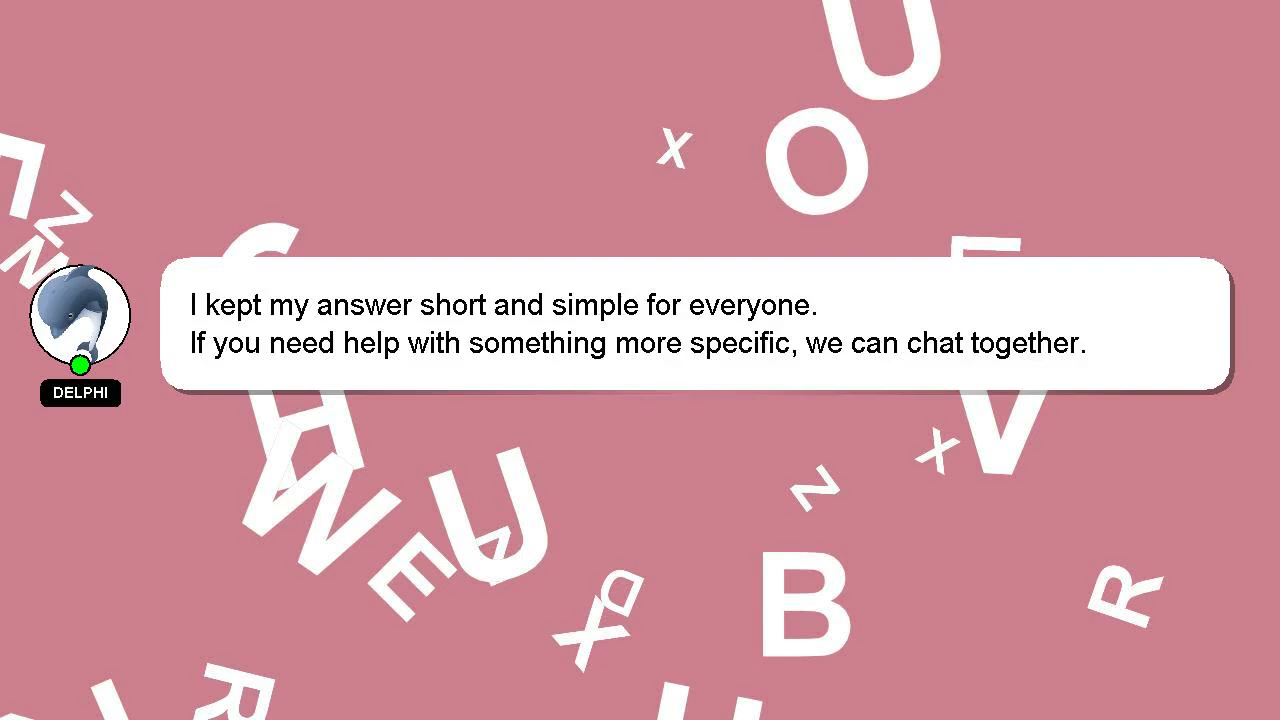 U
O
X
Z
N
I kept my answer short and simple for everyone.
If you need help with something more specific, we can chat together.
DELPHI
V
X
W
U
Z
E
D
X
B
R
R